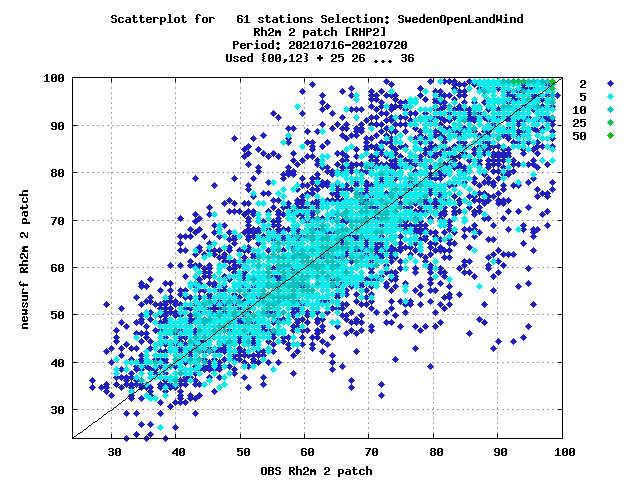 Scatterplot for   61 stations Selection: SwedenOpenLandWind
Rh2m 2 patch [RHP2]
Period: 20210716-20210720
Used {00,12} + 25 26 ... 36
2
5
10
25
50
newsurf Rh2m 2 patch
100
90
80
70
60
50
40
30
30 40 50 60 70 80 90 100
OBS Rh2m 2 patch